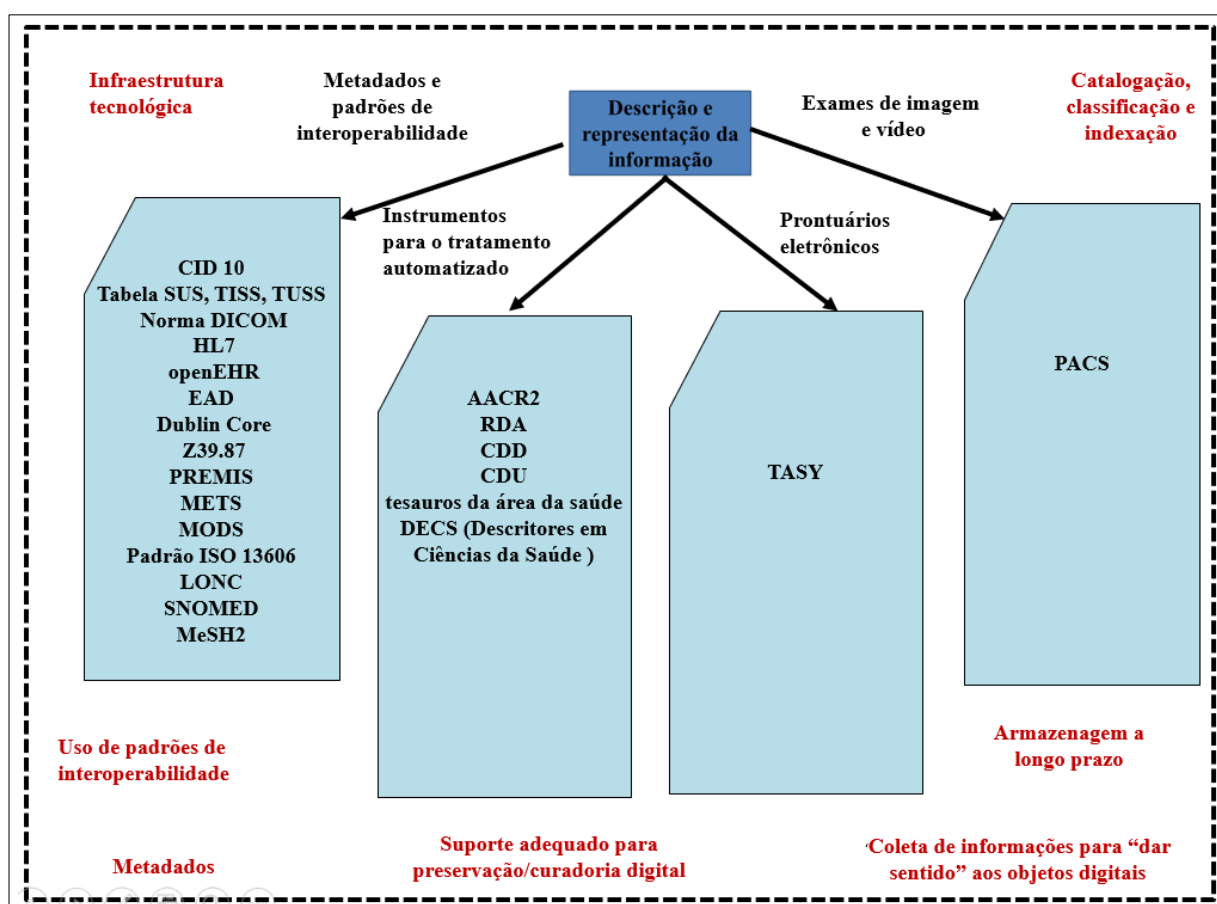 Infraestrutura
tecnológica
Metadados e
padrões de
interoperabilidade
Descrição e
representação da
informação
Exames de imagem
e vídeo
Catalogação,
classificação e
indexação
Instrumentos
para o tratamento
automatizado
Prontuários
eletrônicos
CID 10
Tabela SUS, TISS, TUSS
Norma DICOM
HL7
openEHR
EAD
Dublin Core
Z39.87
PREMIS
METS
MODS
Padrão ISO 13606
LONC
SNOMED
MeSH2
AACR2
RDA
CDD
CDU
tesauros da área da saúde
DECS (Descritores em
Ciências da Saúde )
TASY
PACS
Uso de padrões de
interoperabilidade
Armazenagem a
longo prazo
Metadados
Suporte adequado para
preservação/curadoria digital
Coleta de informações para “dar
sentido” aos objetos digitais